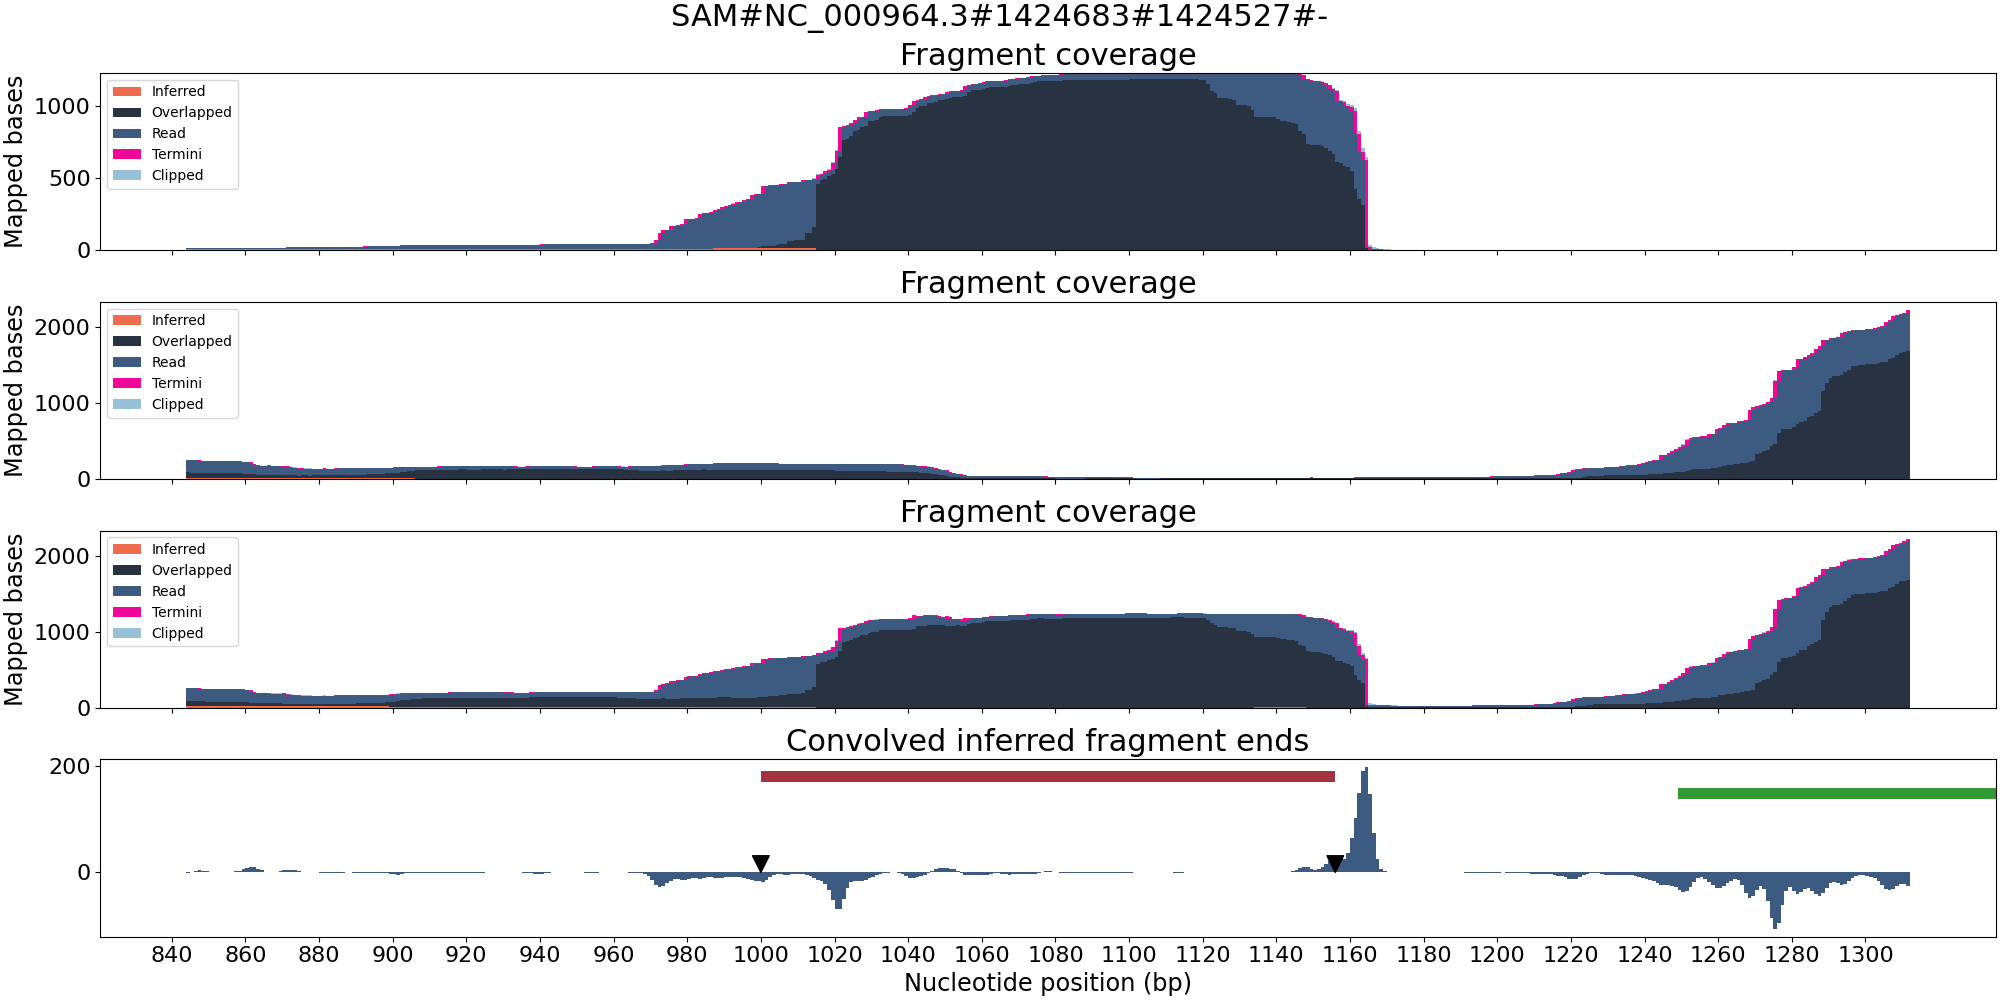 SAM#NC_000964.3#1424683#1424527#-
Fragment coverage
Mapped bases
1000
500
0
Inferred
Overlapped
Read
Termini
Clipped
Fragment coverage
Mapped bases
2000
1000
0
Inferred
Overlapped
Read
Termini
Clipped
Fragment coverage
Mapped bases
2000
1000
0
Inferred
Overlapped
Read
Termini
Clipped
Convolved inferred fragment ends
200
0
840 860 880 900 920 940 960 980 1000 1020 1040 1060 1080 1100 1120 1140 1160 1180 1200 1220 1240 1260 1280 1300
Nucleotide position (bp)